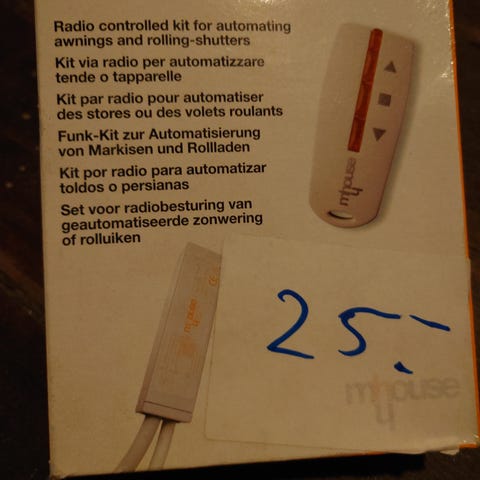 Radio controlled kit for automating
awnings and rolling-shutters
Kit via radio per automatizzare
tende o tapparelle
Kit par radio pour automatiser
des stores ou des volets roulants
Funk-Kit zur Automatisierung
von Markisen und Rollladen
Kit por radio para automatizar
toldos o persianas
Set voor radiobesturing van
geautomatiseerde zonwering
of rolluiken
mhouse
mhouse
25.-
mhouse